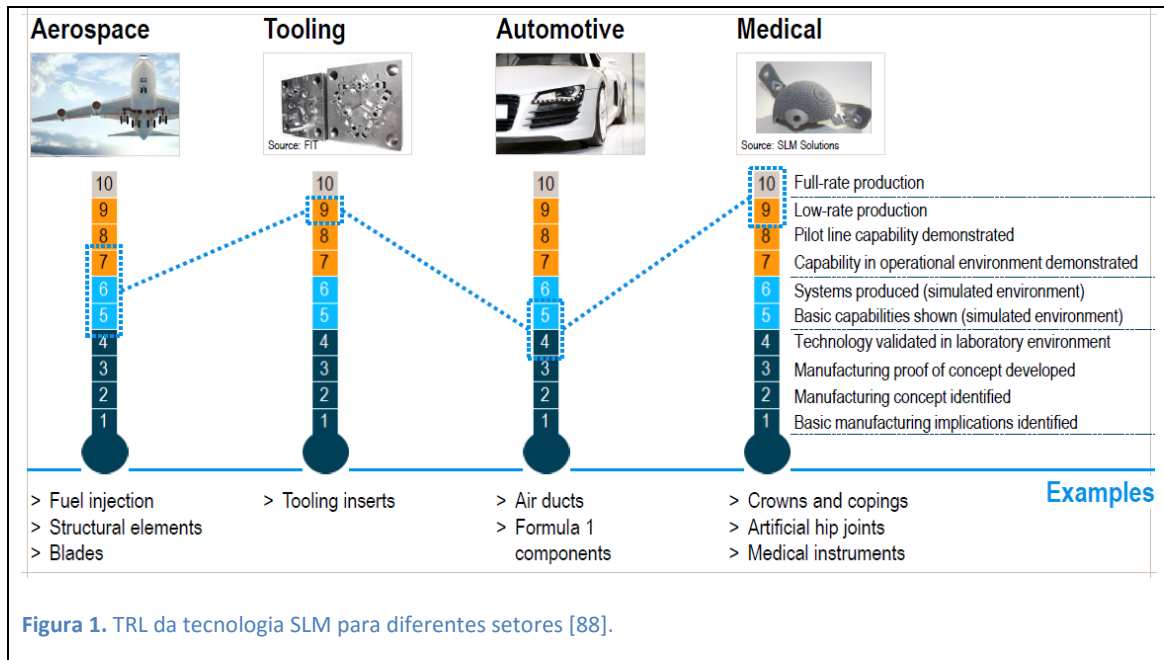 Aerospace
Tooling
Automotive
Medical
Source: FIT
Source: SLM Solutions
10
9
8
7
6
5
4
3
2
1
10
9
8
7
6
5
4
3
2
1
10
9
8
7
6
5
4
3
2
1
10 Full-rate production
9 Low-rate production
8 Pilot line capability demonstrated
7 Capability in operational environment demonstrated
6 Systems produced (simulated environment)
5 Basic capabilities shown (simulated environment)
4 Technology validated in laboratory environment
3 Manufacturing proof of concept developed
2 Manufacturing concept identified
1 Basic manufacturing implications identified
Examples
> Fuel injection
> Structural elements
> Blades
> Tooling inserts
> Air ducts
> Formula 1
components
> Crowns and copings
> Artificial hip joints
> Medical instruments
Figura 1. TRL da tecnologia SLM para diferentes setores [88].